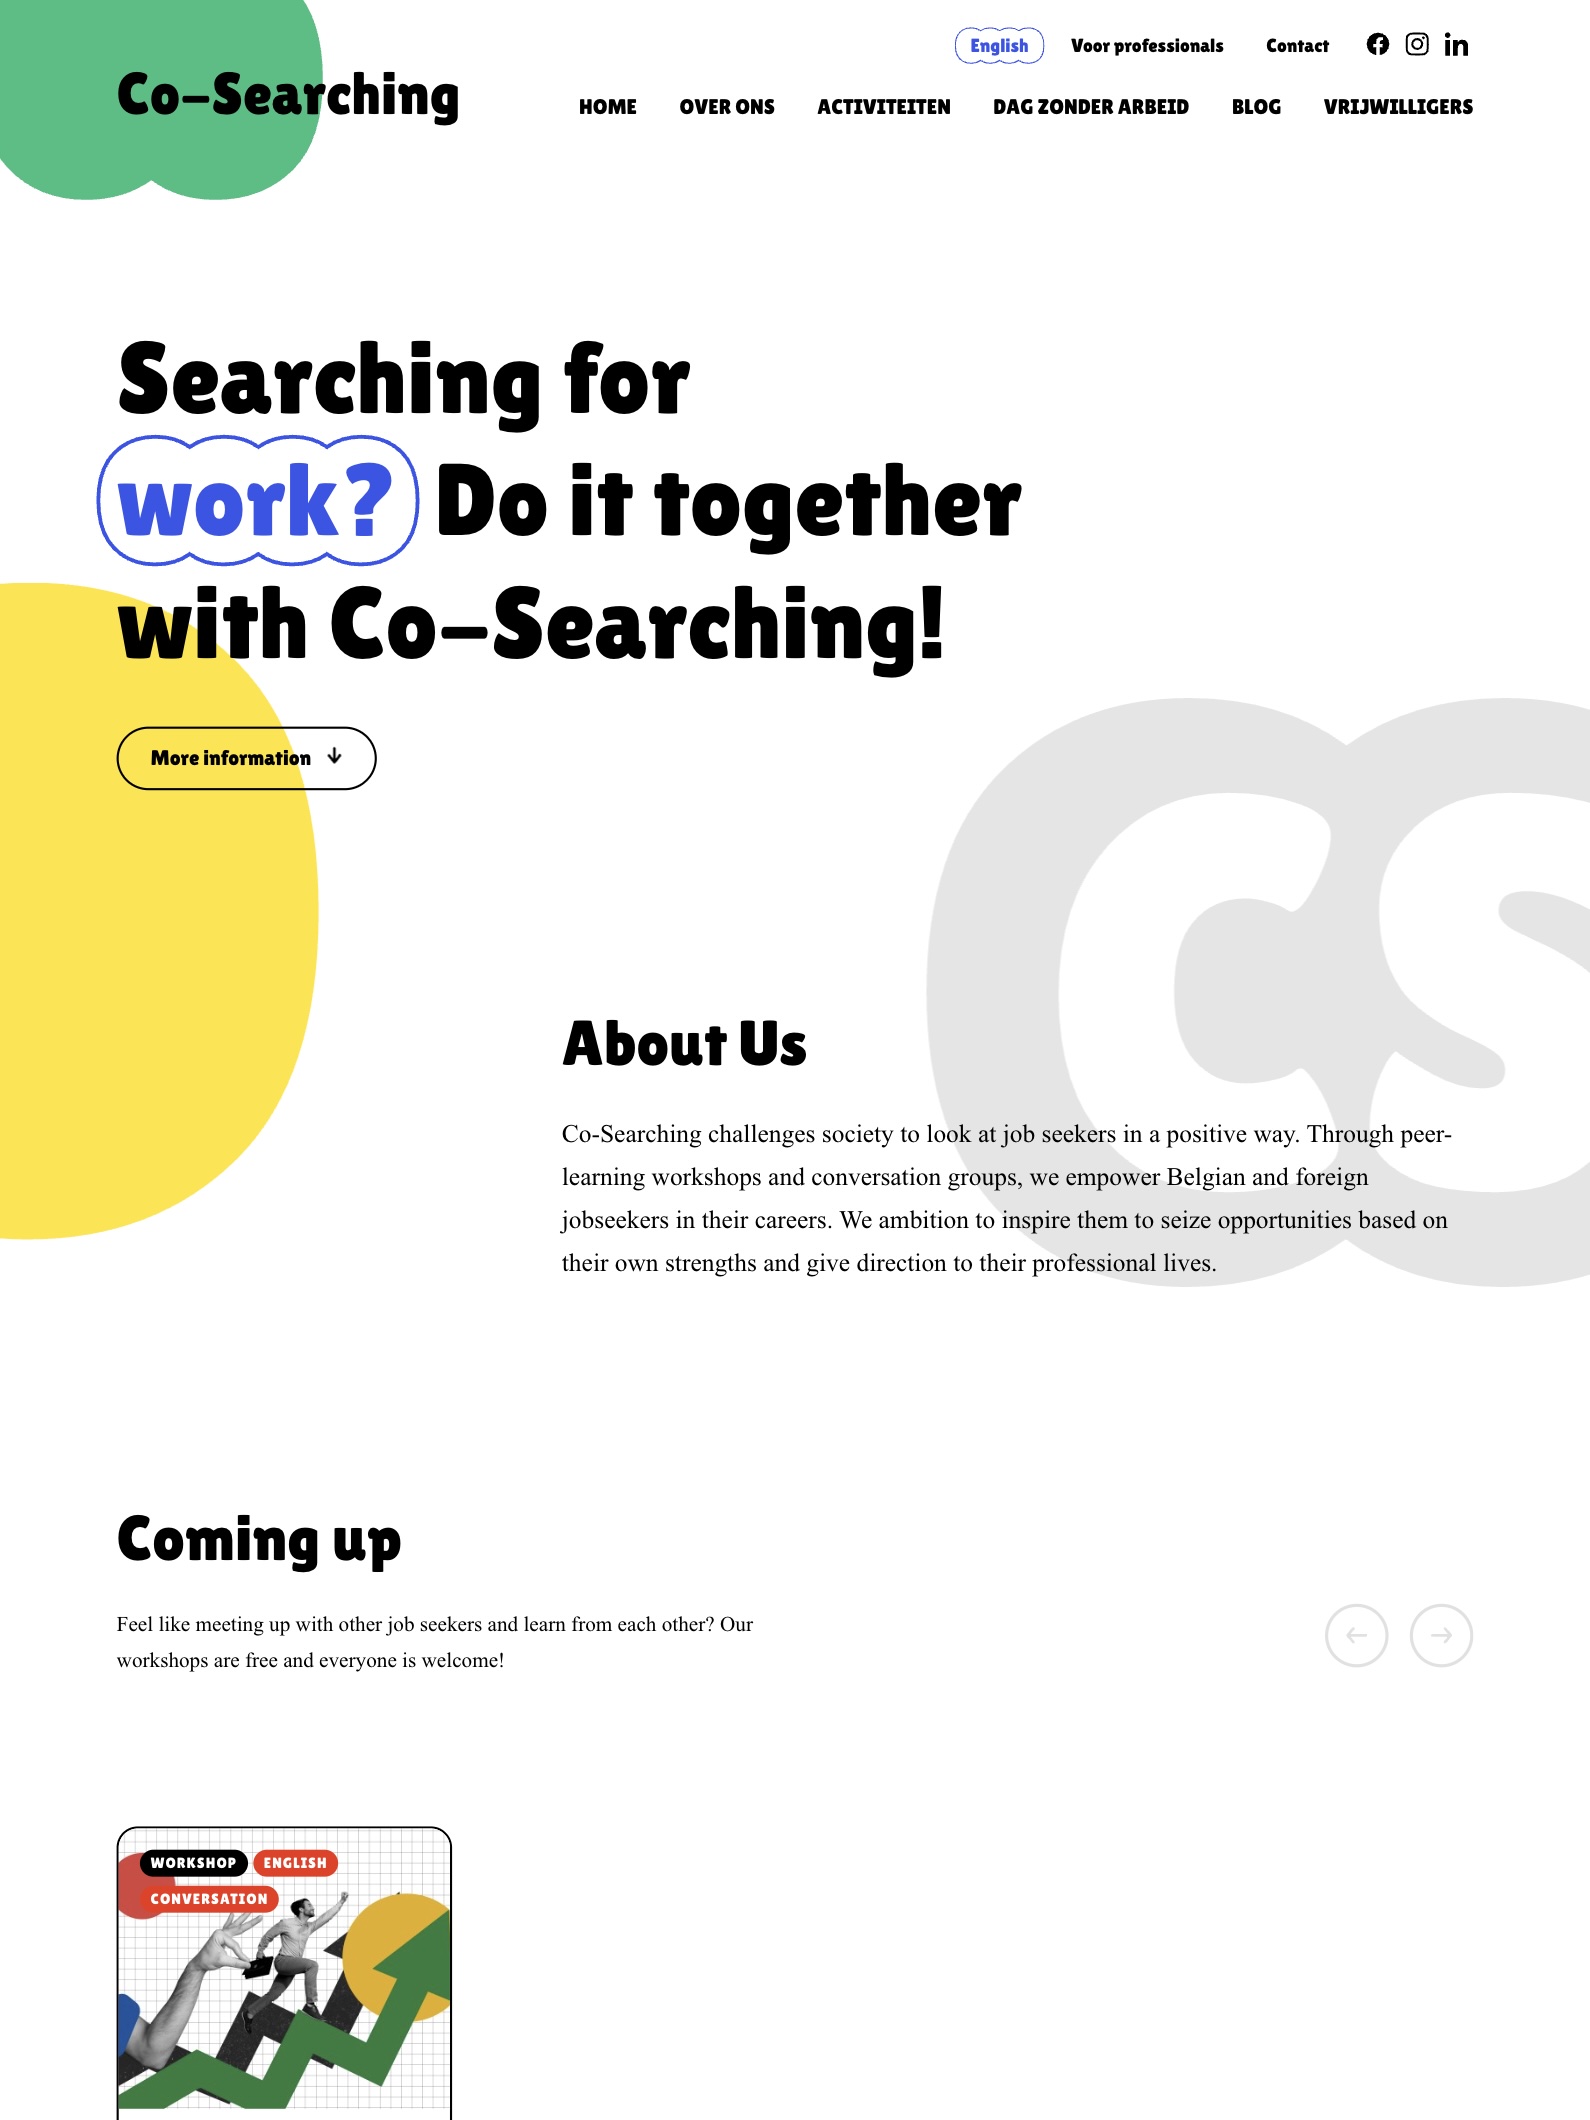 English Voor professionals Contact
Co-Searching
HOME OVER ONS ACTIVITEITEN DAG ZONDER ARBEID BLOG VRIJWILLIGERS
Searching for
work? Do it together
with Co-Searching!
More information
CS
About Us
Co-Searching challenges society to look at job seekers in a positive way. Through peer-
learning workshops and conversation groups, we empower Belgian and foreign
jobseekers in their careers. We ambition to inspire them to seize opportunities based on
their own strengths and give direction to their professional lives.
Coming up
Feel like meeting up with other job seekers and learn from each other? Our
workshops are free and everyone is welcome!
WORKSHOP ENGLISH
CONVERSATION